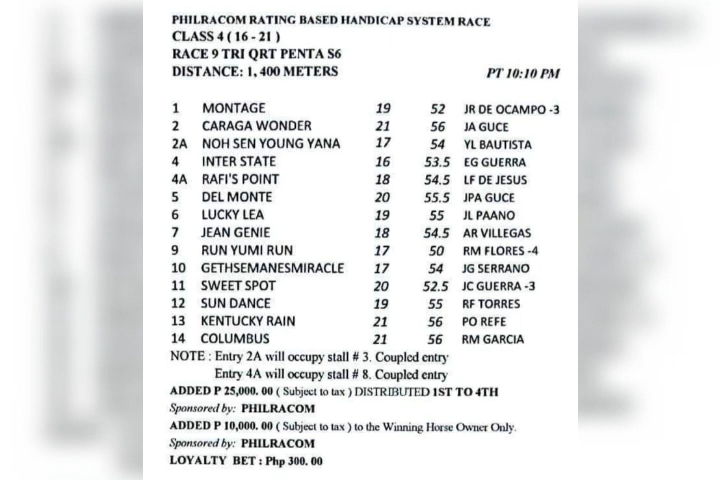 PHILRACOM RATING BASED HANDICAP SYSTEM RACE
CLASS 4 ( 16 - 21 )
RACE 9 TRI QRT PENTA S6
DISTANCE: 1, 400 METERS PT 10:10 PM
1 MONTAGE 19 52 JR DE OCAMPO -3
2 CARAGA WONDER 21 56 JA GUCE
2A NOH SEN YOUNG YANA 17 54 YL BAUTISTA
4 INTER STATE 16 53.5 EG GUERRA
4A RAFI'S POINT 18 54.5 LF DE JESUS
5 DEL MONTE 20 55.5 JPA GUCE
6 LUCKY LEA 19 55 JL PAANO
7 JEAN GENIE 18 54.5 AR VILLEGAS
9 RUN YUMI RUN 17 50 RM FLORES -4
10 GETHSEMANESMIRACLE 17 54 JG SERRANO
11 SWEET SPOT 20 52.5 JC GUERRA -3
12 SUN DANCE 19 55 RF TORRES
13 KENTUCKY RAIN 21 56 PO REFE
14 COLUMBUS 21 56 RM GARCIA
NOTE : Entry 2A will occupy stall # 3. Coupled entry
Entry 4A will occupy stall # 8. Coupled entry
ADDED P 25,000. 00 ( Subject to tax ) DISTRIBUTED 1ST TO 4TH
Sponsored by: PHILRACOM
ADDED P 10,000. 00 ( Subject to tax ) to the Winning Horse Owner Only.
Sponsored by: PHILRACOM
LOYALTY BET : Php 300. 00